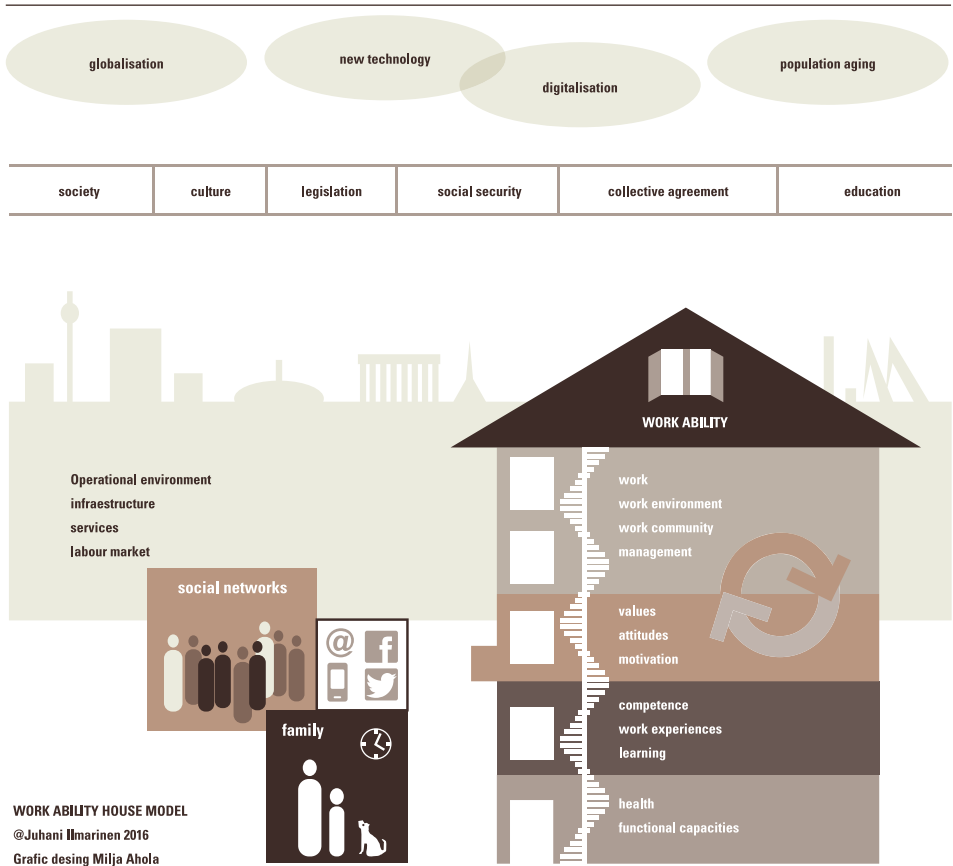 globalisation
new technology
digitalisation
population aging
society
culture
legislation
social security
collective agreement
education
WORK ABILITY
Operational environment
infraestructure
services
labour market
work
work environment
work community
management
social networks
@
f
values
attitudes
motivation
family
competence
work experiences
learning
health
functional capacities
WORK ABILITY HOUSE MODEL
@Juhani Ilmarinen 2016
Grafic desing Milja Ahola